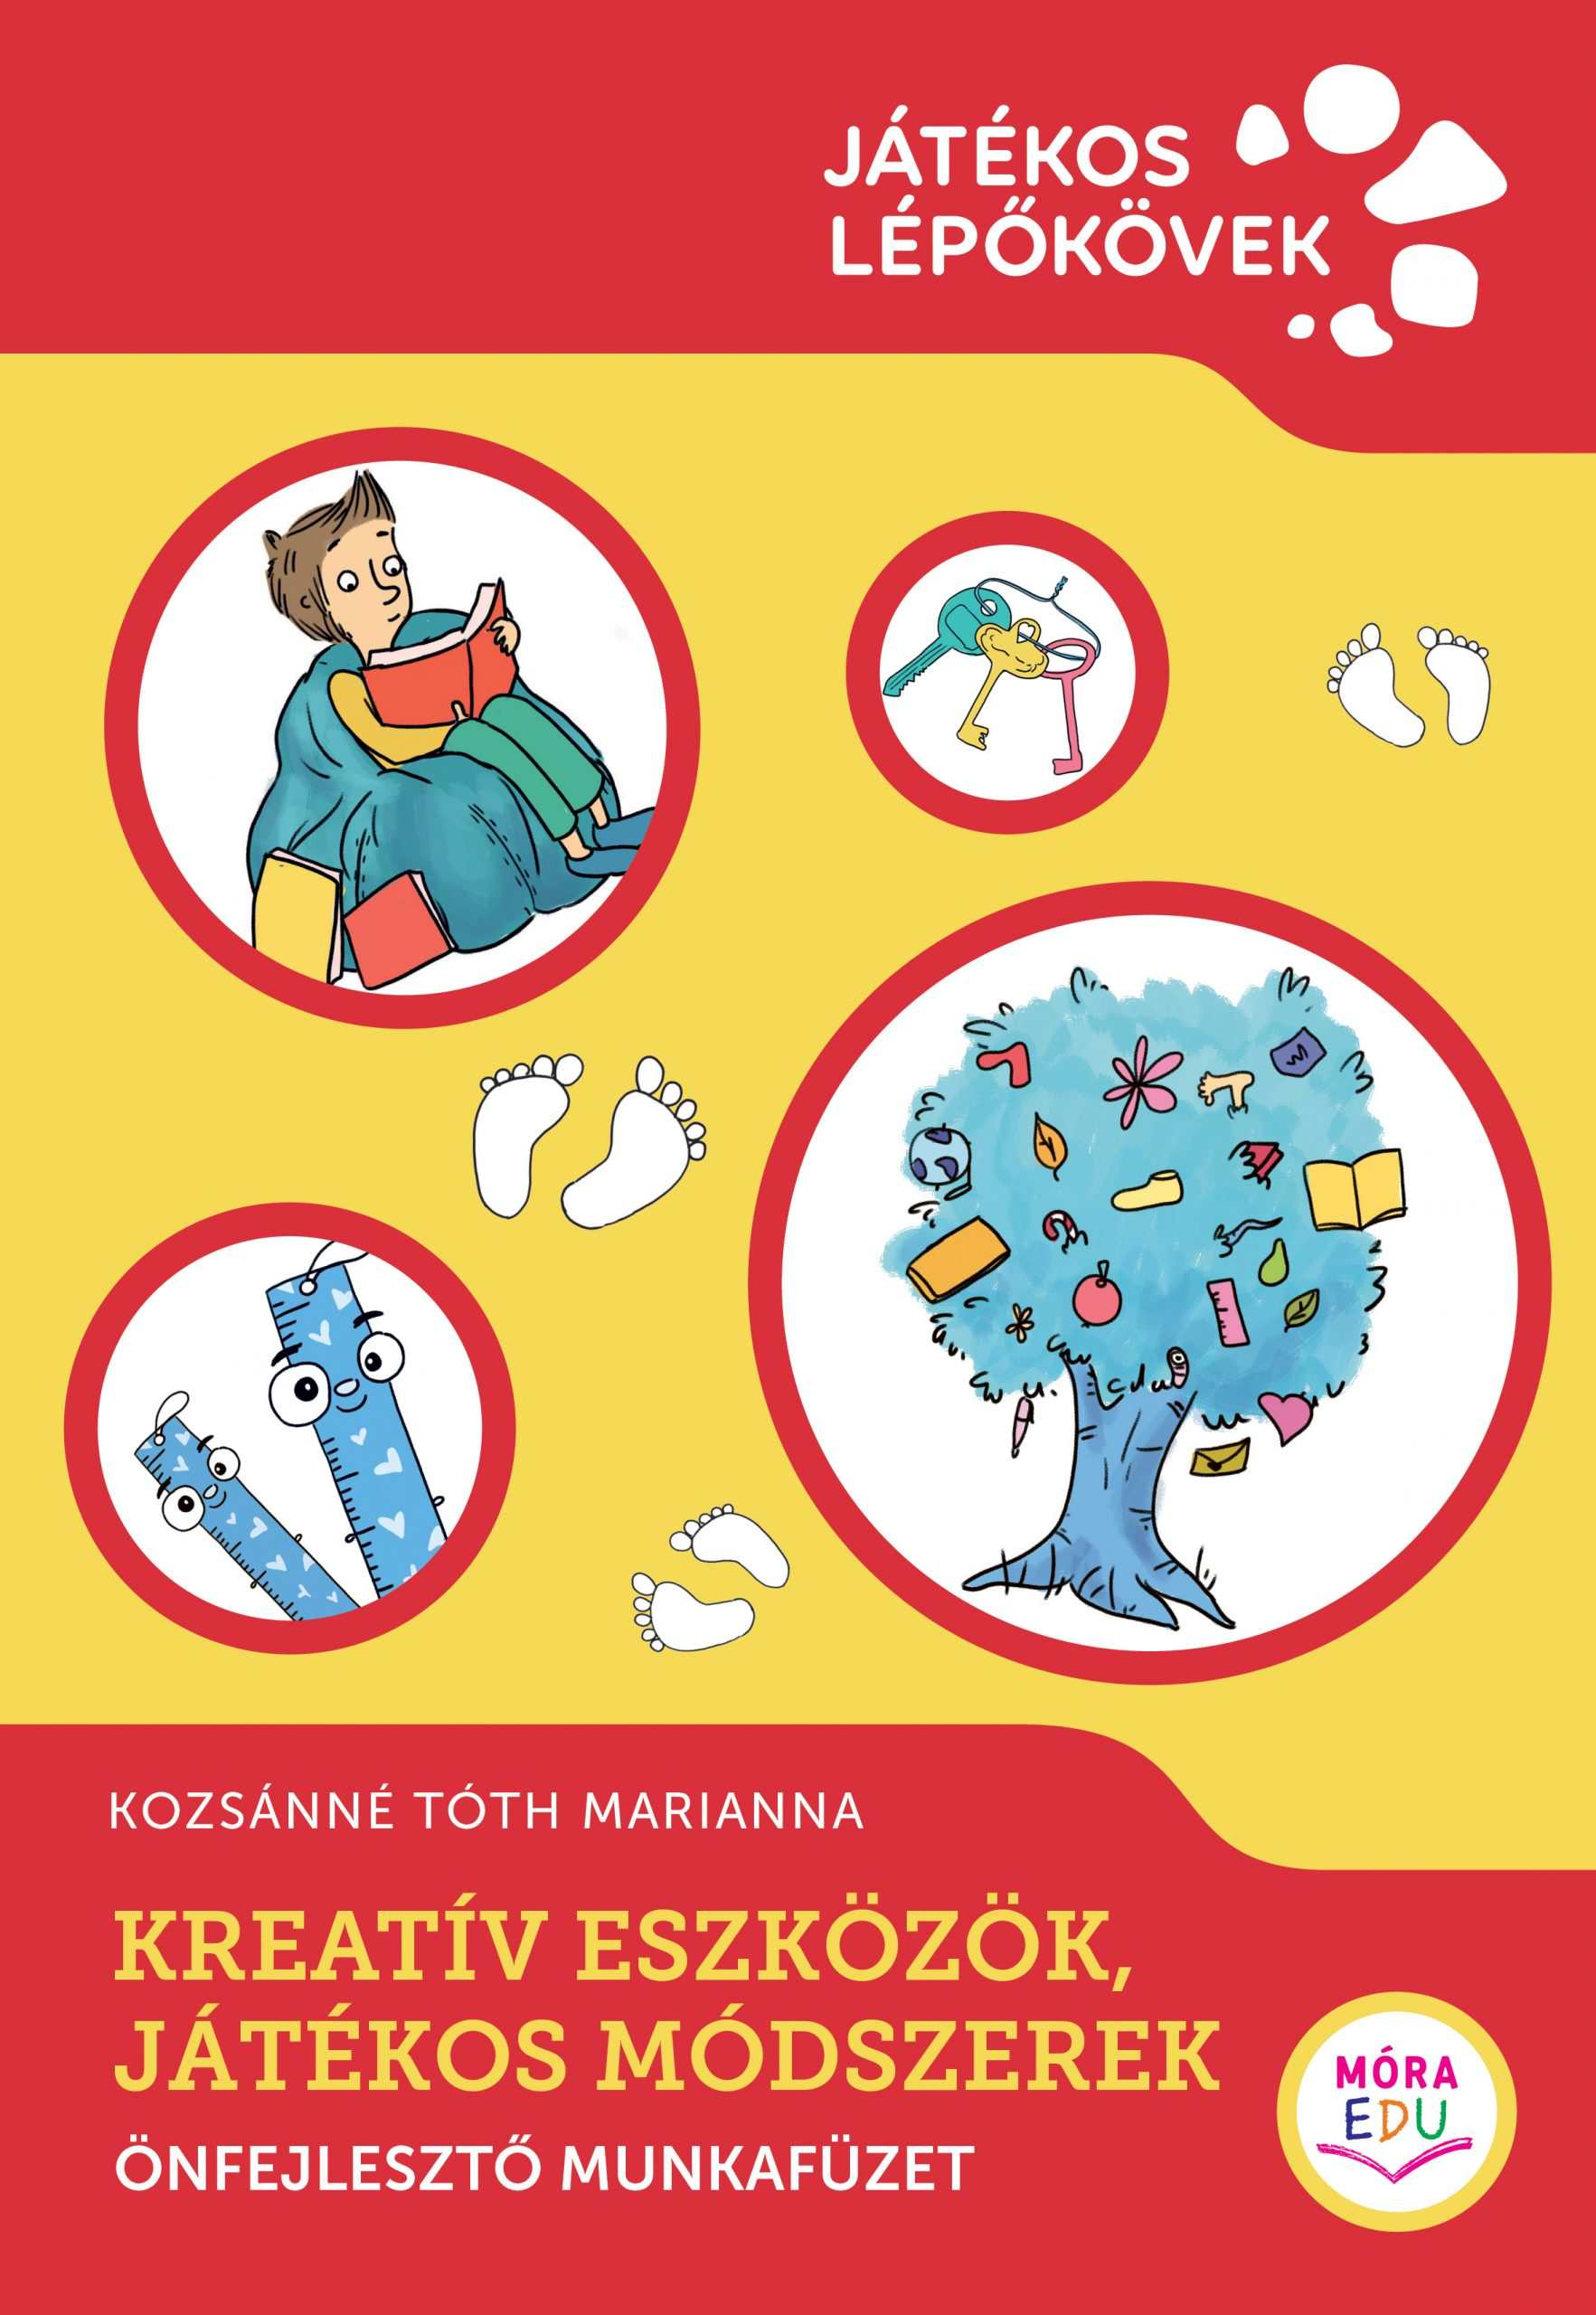 JÁTÉKOS
LÉPŐKÖVEK
KOZSÁNNÉ TÓTH MARIANNA
KREATÍV ESZKÖZÖK,
JÁTÉKOS MÓDSZEREK
ÖNFEJLESZTŐ MUNKAFÜZET
MÓRA
EDU